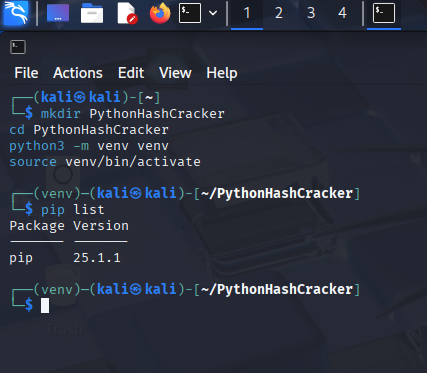 1 2 3 4
File Actions Edit View Help
┌──(kali㉿kali)-[~]
└─$ mkdir PythonHashCracker
cd PythonHashCracker
python3 -m venv venv
source venv/bin/activate
┌──(venv)─(kali㉿kali)-[~/PythonHashCracker]
└─$ pip list
Package Version
------- -------
pip     25.1.1
┌──(venv)─(kali㉿kali)-[~/PythonHashCracker]
└─$